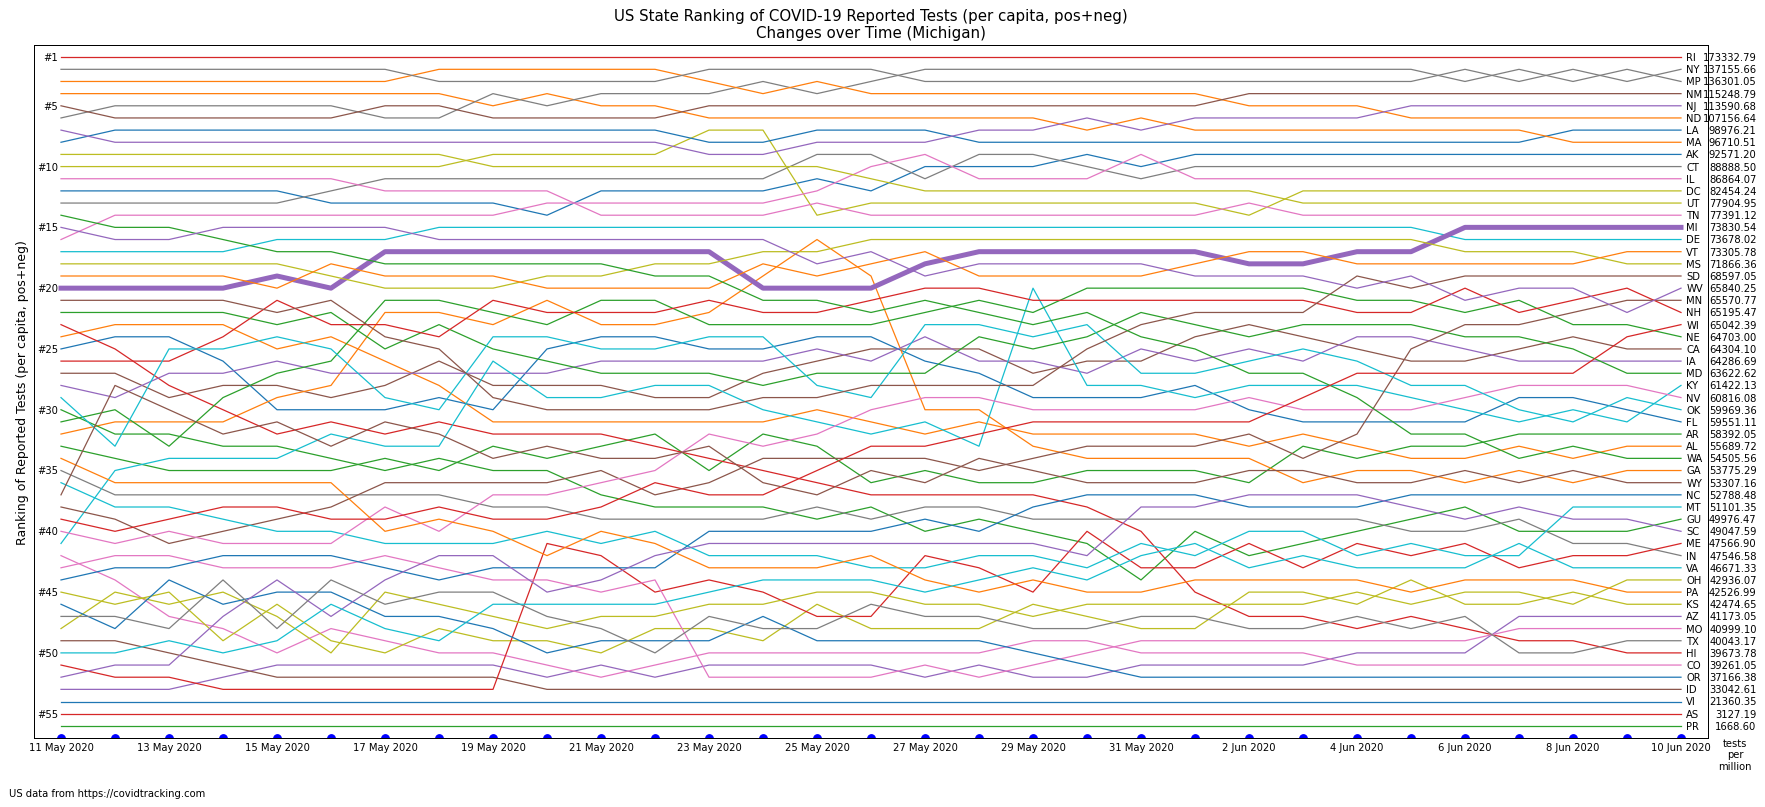 US State Ranking of COVID-19 Reported Tests (per capita, pos+neg)
Changes over Time (Michigan)
Ranking of Reported Tests (per capita, pos+neg)
#1
#5
#10
#15
#20
#25
#30
#35
#40
#45
#50
#55
RI 173332.79
NY 137155.66
MP 136301.05
NM 115248.79
NJ 113590.68
ND 107156.64
LA 98976.21
MA 96710.51
AK 92571.20
CT 88888.50
IL 86864.07
DC 82454.24
UT 77904.95
TN 77391.12
MI 73830.54
DE 73678.02
VT 73305.78
MS 71866.36
SD 68597.05
WV 65840.25
MN 65570.77
NH 65195.47
WI 65042.39
NE 64703.00
CA 64304.10
IA 64286.69
MD 63622.62
KY 61422.13
NV 60816.08
OK 59969.36
FL 59551.11
AR 58392.05
AL 55689.72
WA 54505.56
GA 53775.29
WY 53307.16
NC 52788.48
MT 51101.35
GU 49976.47
SC 49047.59
ME 47566.90
IN 47546.58
VA 46671.33
OH 42936.07
PA 42526.99
KS 42474.65
AZ 41173.05
MO 40999.10
TX 40043.17
HI 39673.78
CO 39261.05
OR 37166.38
ID 33042.61
VI 21360.35
AS 3127.19
PR 1668.60
11 May 2020 13 May 2020 15 May 2020 17 May 2020 19 May 2020 21 May 2020 23 May 2020 25 May 2020 27 May 2020 29 May 2020 31 May 2020 2 Jun 2020 4 Jun 2020 6 Jun 2020 8 Jun 2020 10 Jun 2020
tests
per
million
US data from https://covidtracking.com